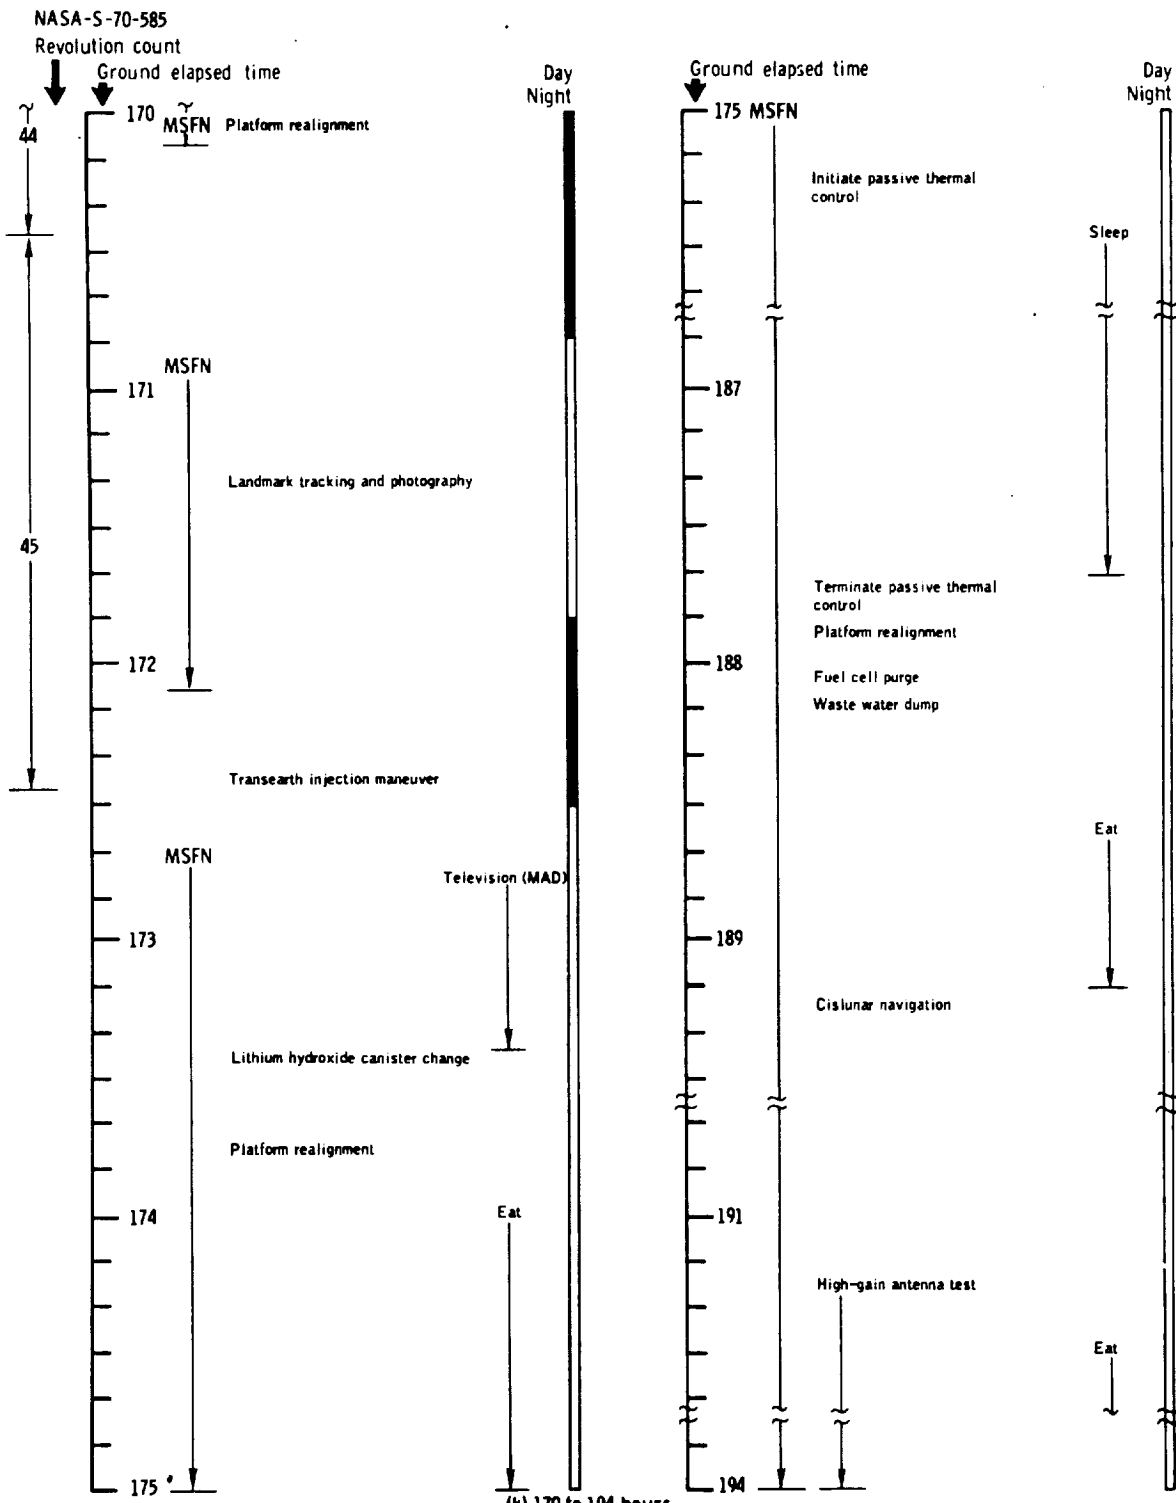 NASA-S-70-585
Revolution count
Ground elapsed time
Day
Night
44
170
MSFN
Platform realignment
MSFN
171
Landmark tracking and photography
45
172
Transearth injection maneuver
MSFN
Television (MAD)
173
Lithium hydroxide canister change
Platform realignment
174
Eat
175
Ground elapsed time
Day
Night
175 MSFN
Initiate passive thermal
control
Sleep
187
Terminate passive thermal
control
Platform realignment
188
Fuel cell purge
Waste water dump
Eat
189
Cislunar navigation
191
High-gain antenna test
Eat
194
170 to 194 hours